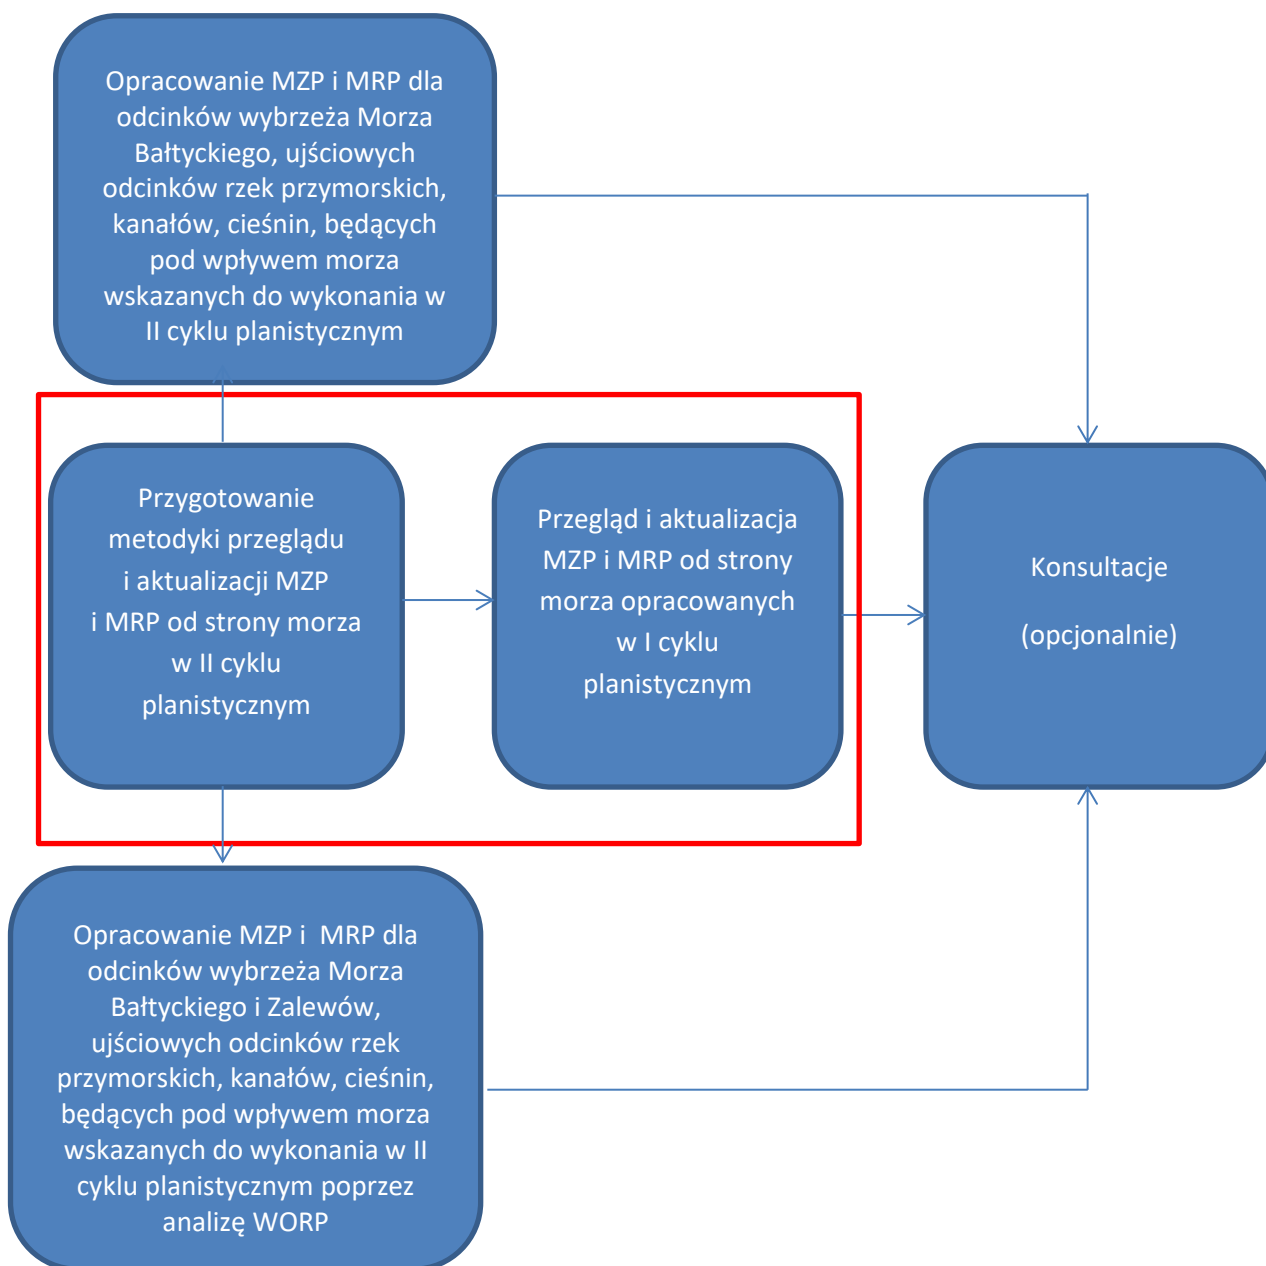 Opracowanie MZP i MRP dla
odcinków wybrzeża Morza
Bałtyckiego, ujściowych
odcinków rzek przymorskich,
kanałów, cieśnin, będących
pod wpływem morza
wskazanych do wykonania w
II cyklu planistycznym
Przygotowanie
metodyki przeglądu
i aktualizacji MZP
i MRP od strony morza
w II cyklu
planistycznym
Przegląd i aktualizacja
MZP i MRP od strony
morza opracowanych
w I cyklu
planistycznym
Konsultacje
(opcjonalnie)
Opracowanie MZP i MRP dla
odcinków wybrzeża Morza
Bałtyckiego i Zalewów,
ujściowych odcinków rzek
przymorskich, kanałów, cieśnin,
będących pod wpływem morza
wskazanych do wykonania w II
cyklu planistycznym poprzez
analizę WORP